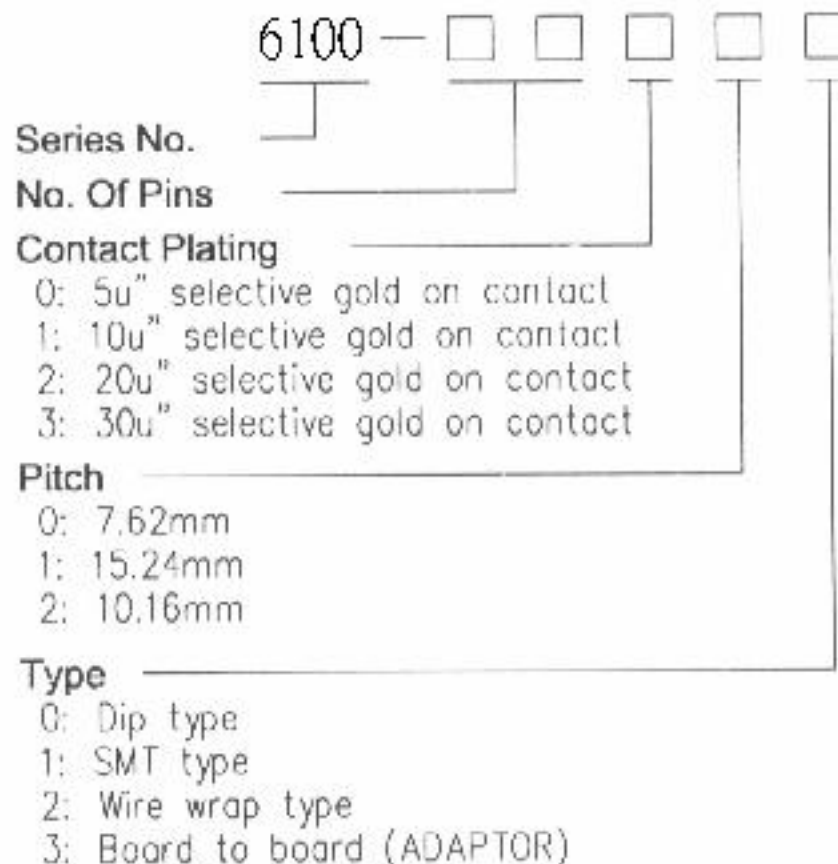 6100 — □ □ □ □ □
Series No.
No. Of Pins
Contact Plating
0: 5u" selective gold on contact
1: 10u" selective gold on contact
2: 20u" selective gold on contact
3: 30u" selective gold on contact
Pitch
0: 7.62mm
1: 15.24mm
2: 10.16mm
Type
0: Dip type
1: SMT type
2: Wire wrap type
3: Board to board (ADAPTOR)